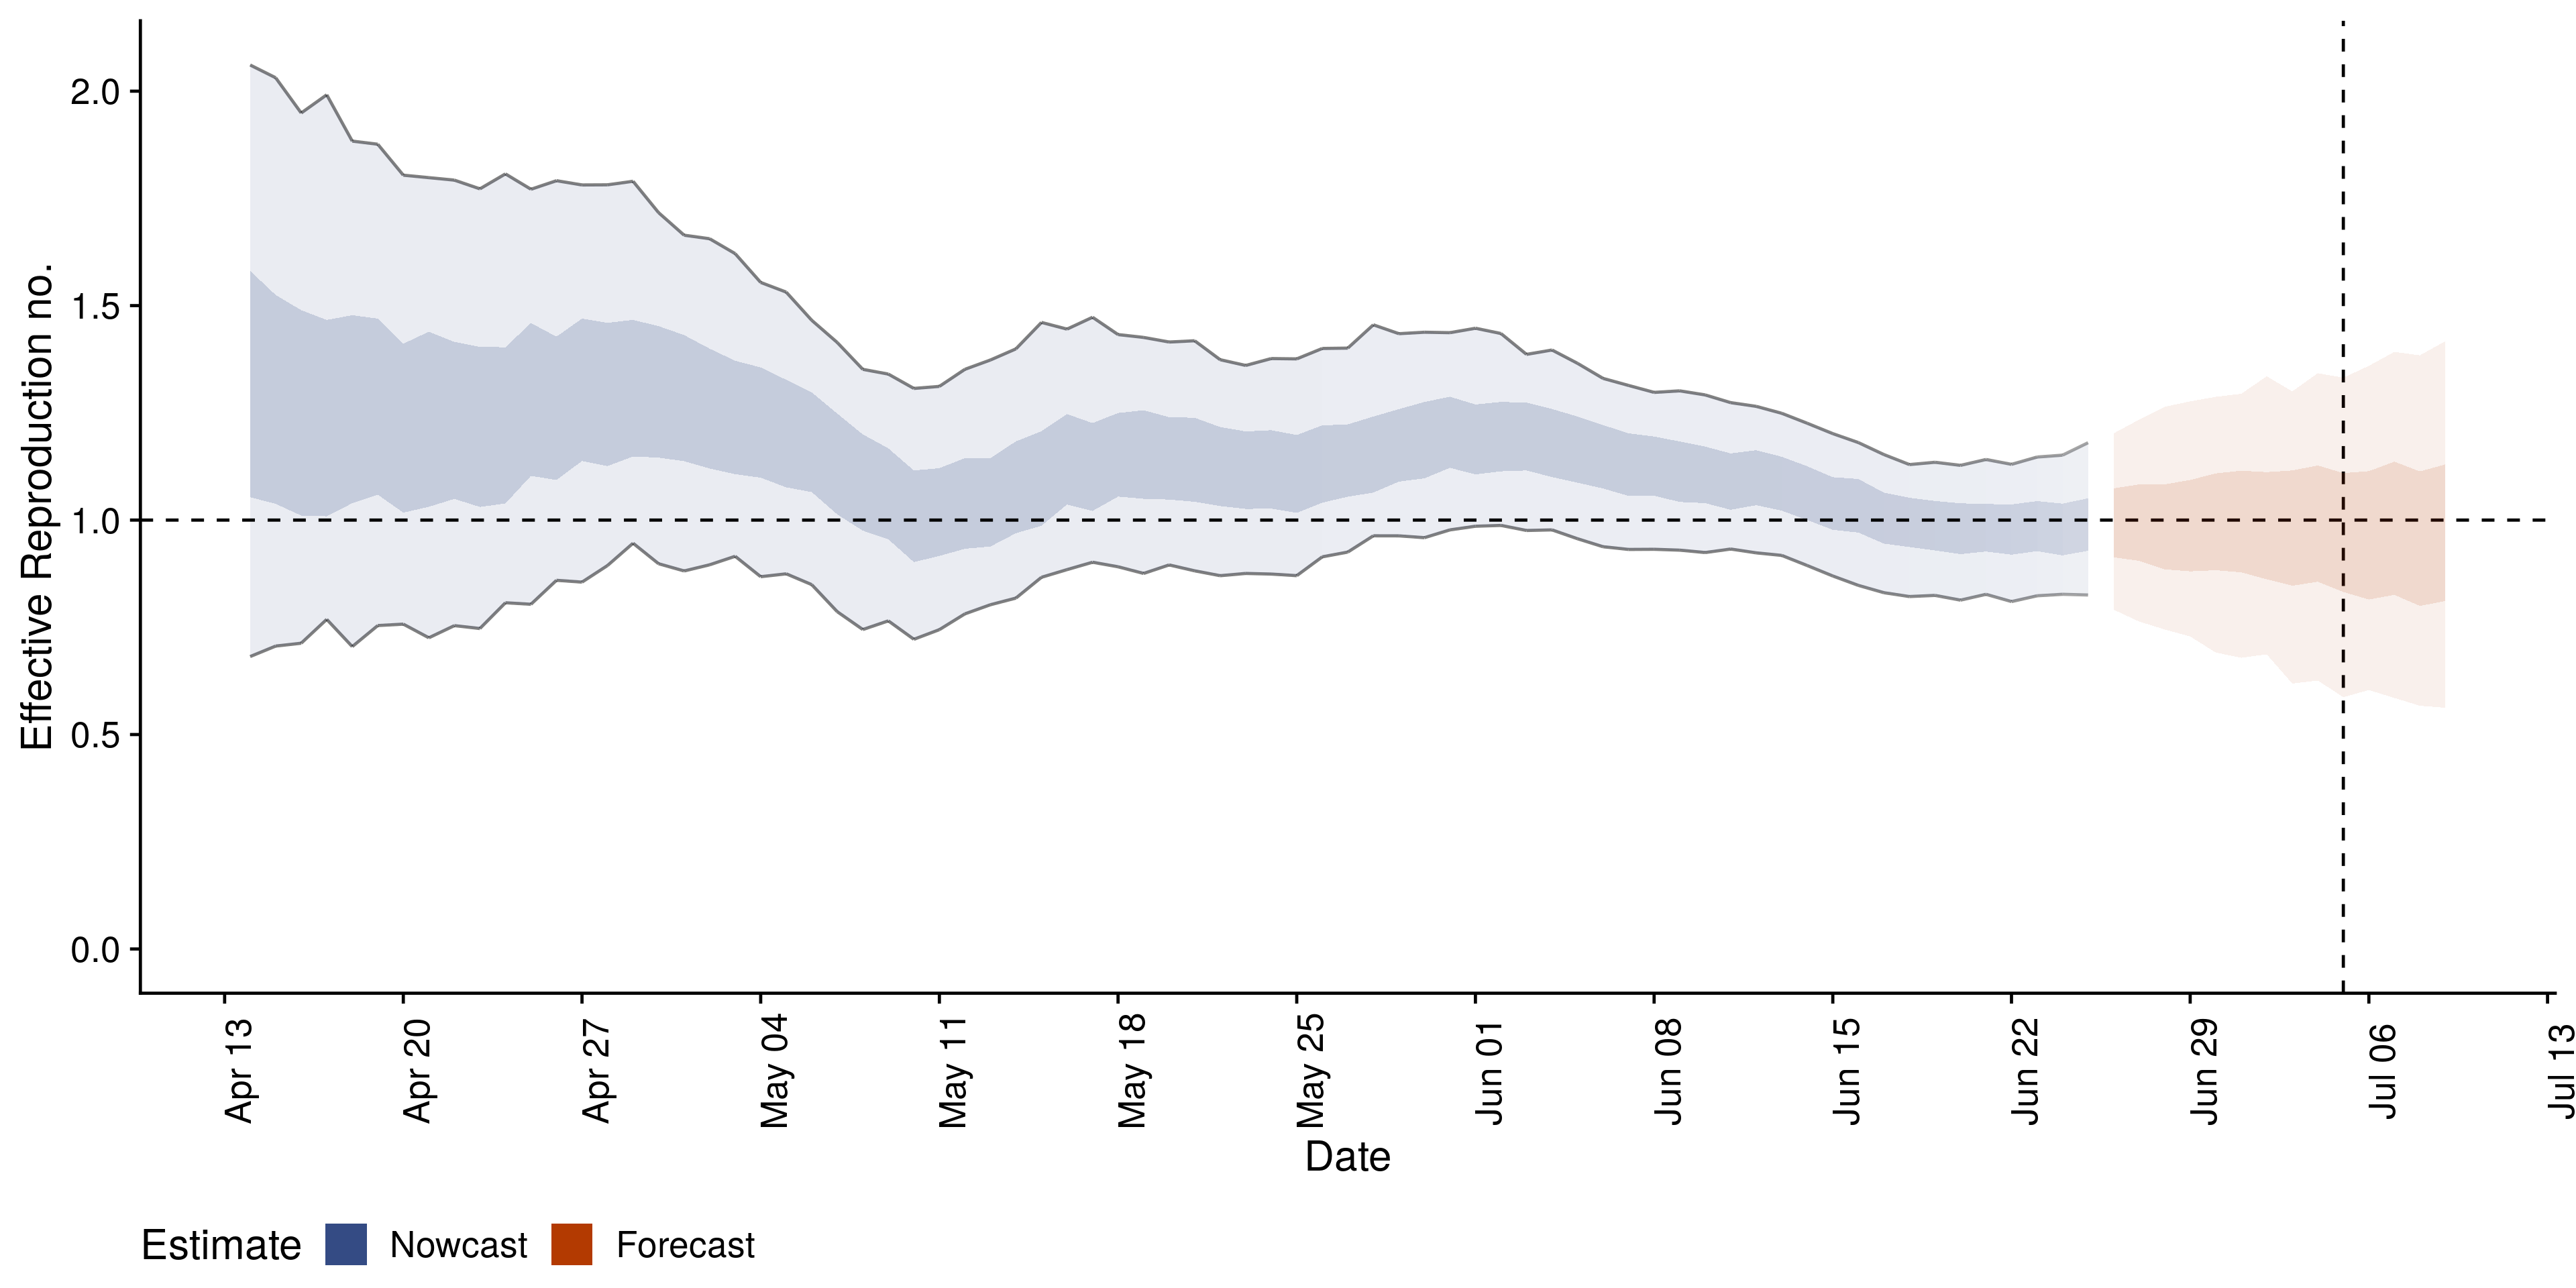 Effective Reproduction no.
2.0
1.5
1.0
0.5
0.0
Apr 13
Apr 20
Apr 27
May 04
May 11
May 18
May 25
Jun 01
Jun 08
Jun 15
Jun 22
Jun 29
Jul 06
Jul 13
Date
Estimate Nowcast Forecast